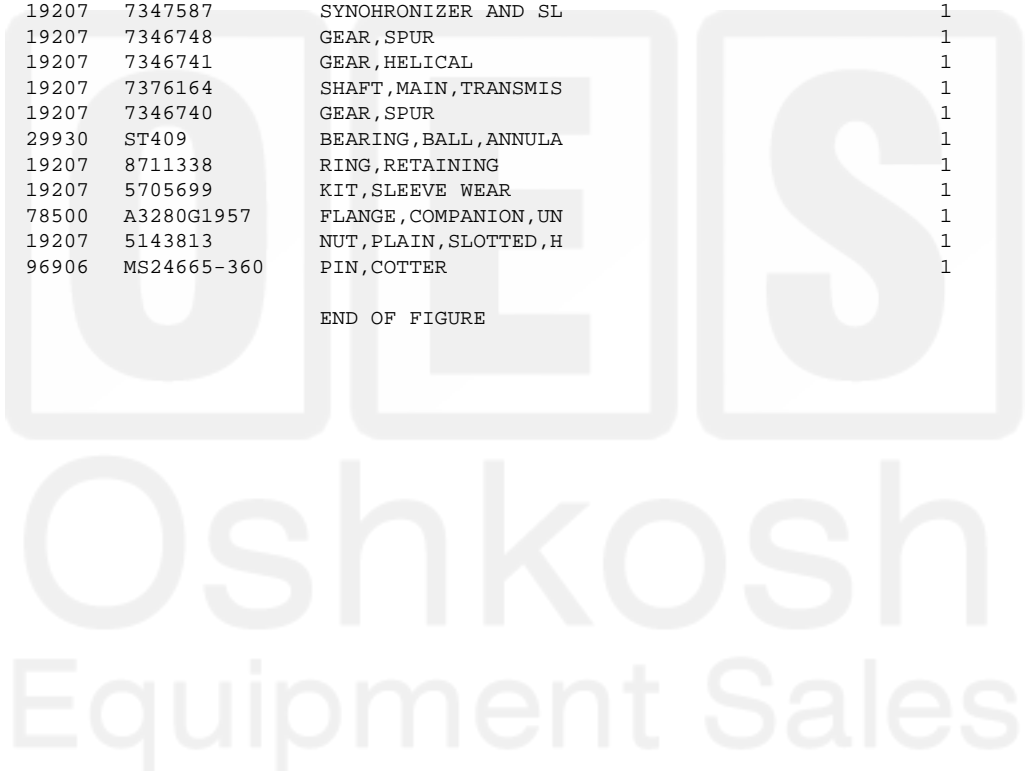 19207 7347587 SYNOHRONIZER AND SL 1
19207 7346748 GEAR,SPUR 1
19207 7346741 GEAR,HELICAL 1
19207 7376164 SHAFT,MAIN,TRANSMIS 1
19207 7346740 GEAR,SPUR 1
29930 ST409 BEARING,BALL,ANNULA 1
19207 8711338 RING,RETAINING 1
19207 5705699 KIT,SLEEVE WEAR 1
78500 A3280G1957 FLANGE,COMPANION,UN 1
19207 5143813 NUT,PLAIN,SLOTTED,H 1
96906 MS24665-360 PIN,COTTER 1
END OF FIGURE
OES
Oshkosh
Equipment Sales